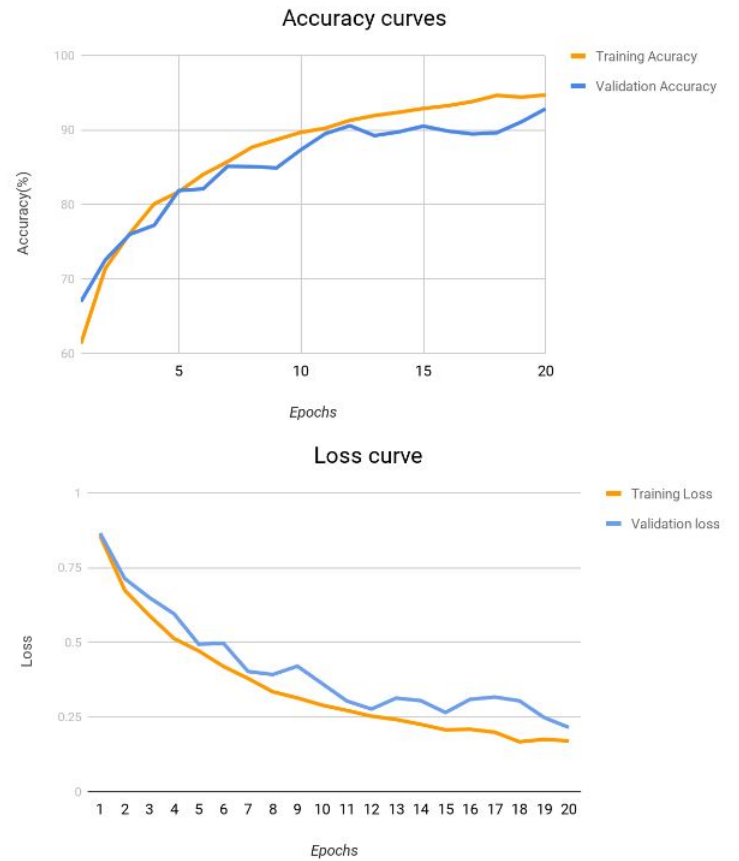 Accuracy curves
100
90
80
70
60
Accuracy(%)
5 10 15 20
Epochs
Training Acuracy
Validation Accuracy
Loss curve
1
0.75
0.5
0.25
0
Loss
1 2 3 4 5 6 7 8 9 10 11 12 13 14 15 16 17 18 19 20
Epochs
Training Loss
Validation loss